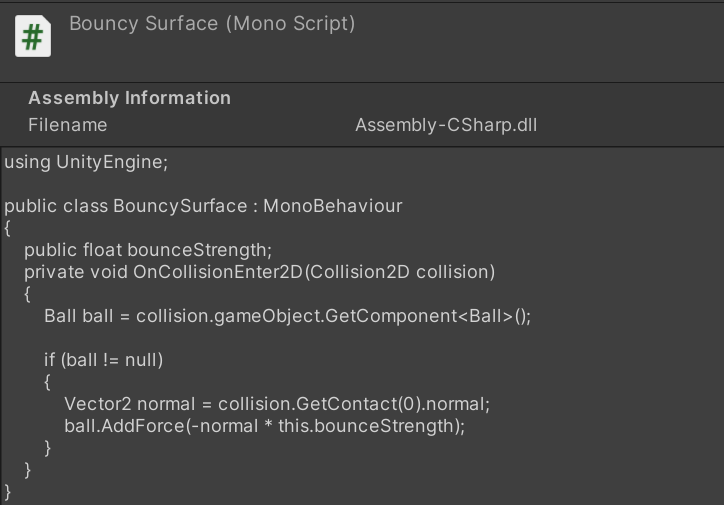 #
Bouncy Surface (Mono Script)
Assembly Information
Filename Assembly-CSharp.dll
using UnityEngine;

public class BouncySurface : MonoBehaviour
{
    public float bounceStrength;
    private void OnCollisionEnter2D(Collision2D collision)
    {
        Ball ball = collision.gameObject.GetComponent<Ball>();

        if (ball != null)
        {
            Vector2 normal = collision.GetContact(0).normal;
            ball.AddForce(-normal * this.bounceStrength);
        }
    }
}